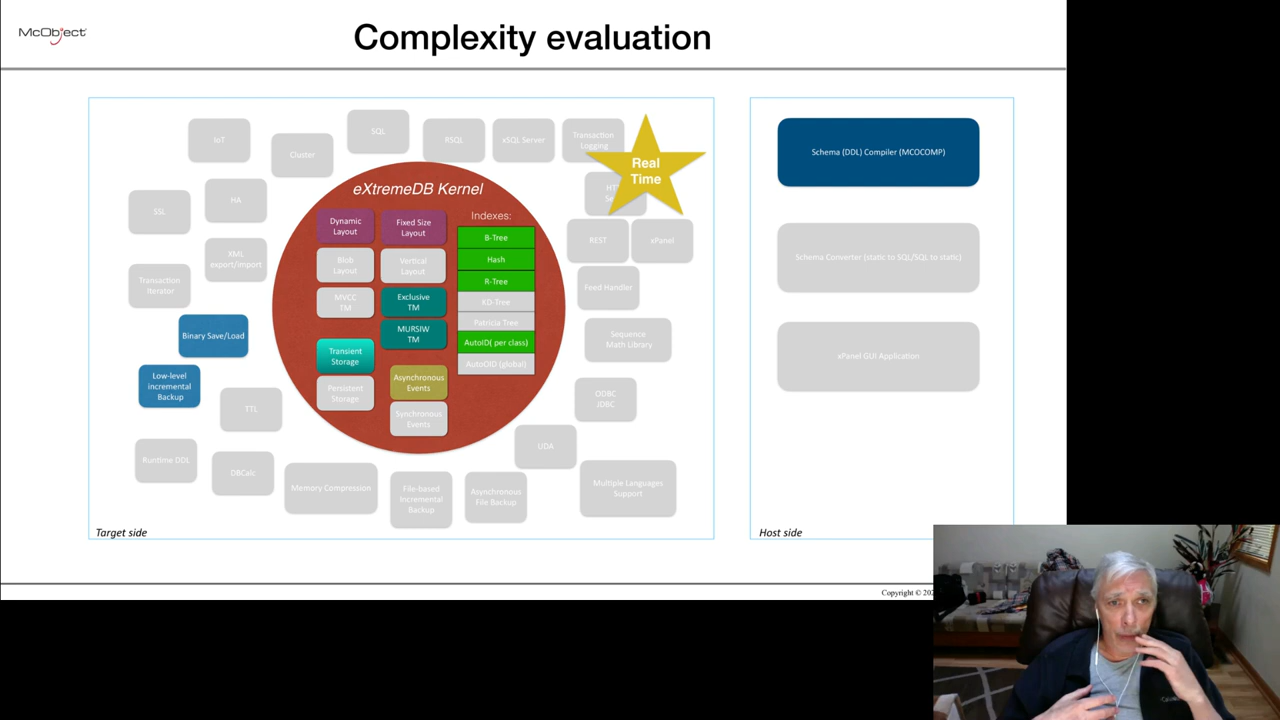 McObject
Complexity evaluation
IoT
Cluster
SQL
RSQL
xSQL Server
Transaction
Logging
Real
Time
SSL
HA
XML
export/import
Transaction
Iterator
Binary Save/Load
Low-level
incremental
Backup
TTL
Runtime DDL
DBCalc
Memory Compression
File-based
Incremental
Backup
Asynchronous
File Backup
UDA
Multiple Languages
Support
ODBC
JDBC
Sequence
Math Library
Feed Handler
REST
xPanel
eXtremeDB Kernel
Dynamic
Layout
Fixed Size
Layout
Blob
Layout
Vertical
Layout
MVCC
TM
Exclusive
TM
MURSIW
TM
Transient
Storage
Persistent
Storage
Asynchronous
Events
Synchronous
Events
Indexes:
B-Tree
Hash
R-Tree
KD-Tree
Patricia Tree
AutoID( per class)
AutoOID (global)
Target side
Schema (DDL) Compiler (MCOCOMP)
Schema Converter (static to SQL/SQL to static)
xPanel GUI Application
Host side
Copyright ©